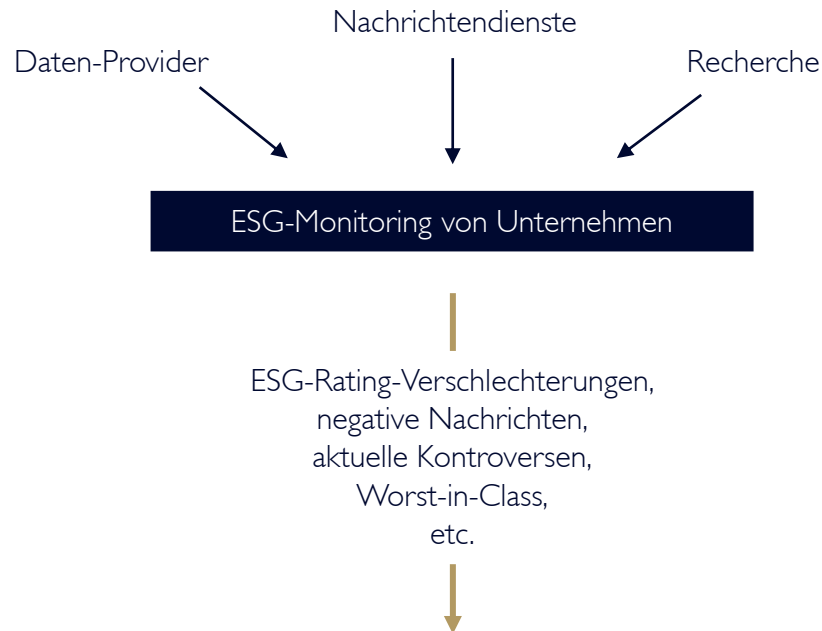 Nachrichtendienste
Daten-Provider
Recherche
ESG-Monitoring von Unternehmen
ESG-Rating-Verschlechterungen,
negative Nachrichten,
aktuelle Kontroversen,
Worst-in-Class,
etc.